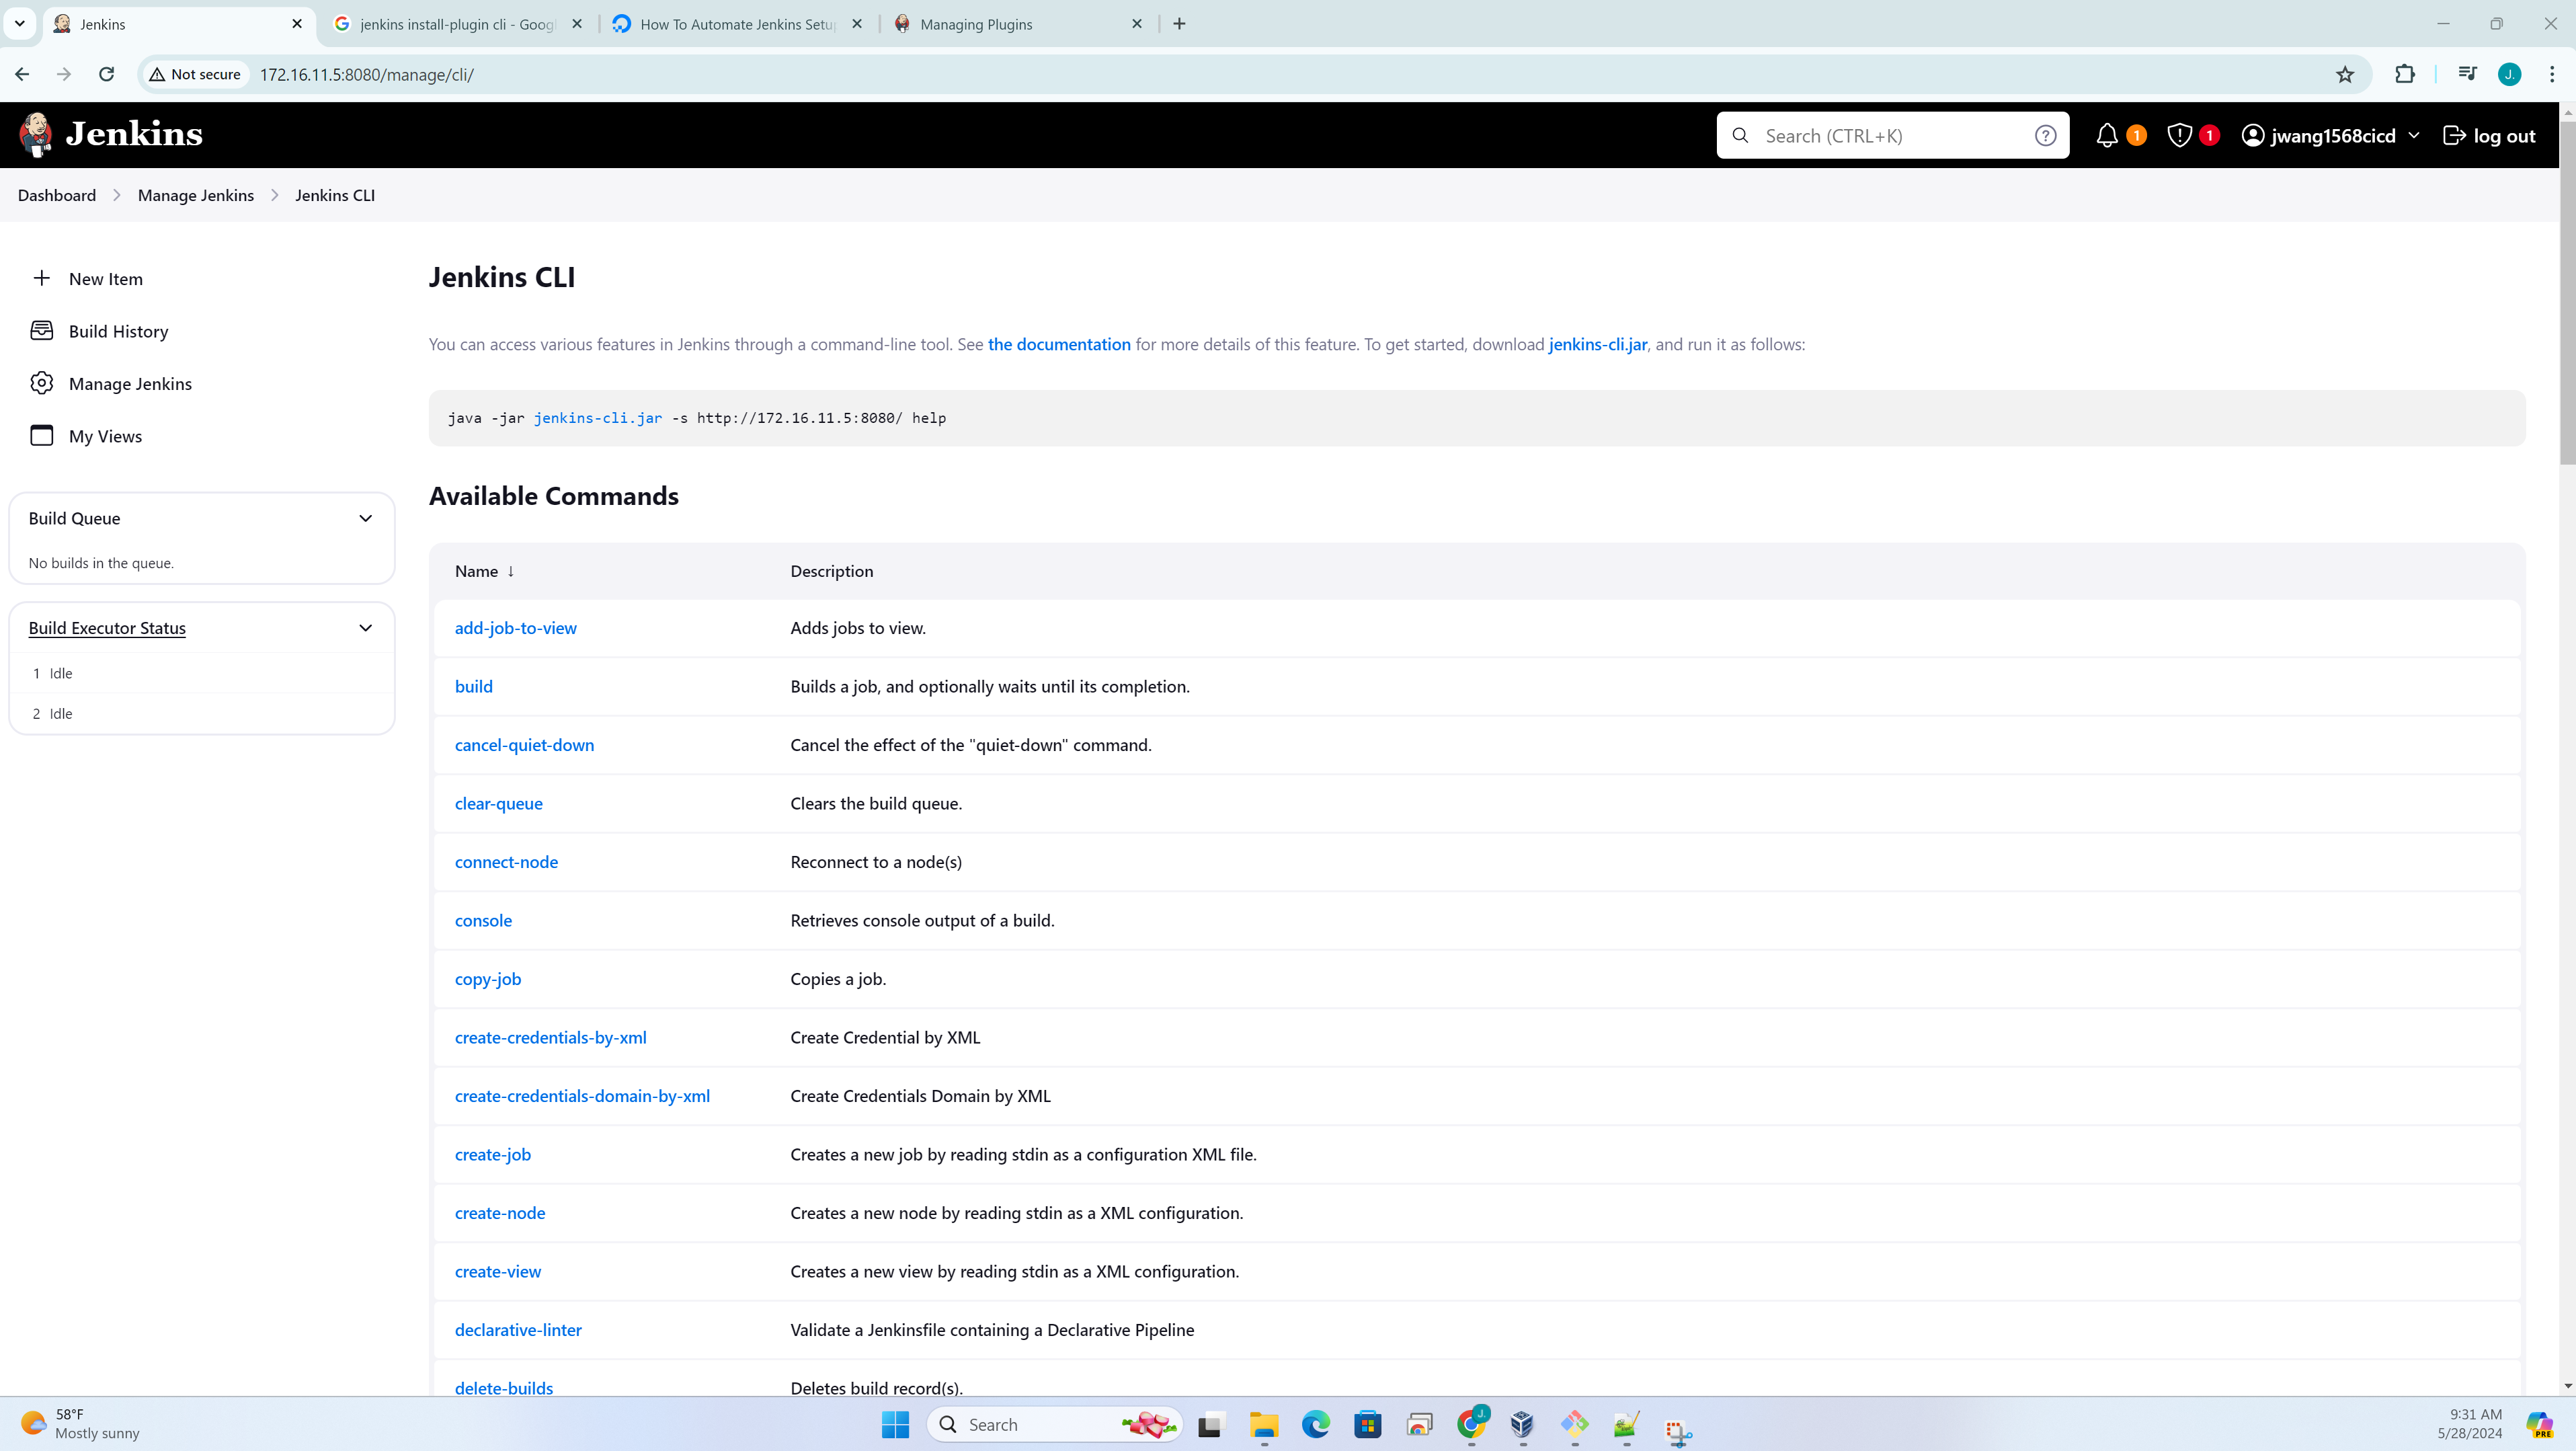 Jenkins
jenkins install-plugin cli - Goog
How To Automate Jenkins Setu
Managing Plugins
Not secure
172.16.11.5:8080/manage/cli/
J.
Jenkins
Search (CTRL+K)
1
1
jwang1568cicd
log out
Dashboard
Manage Jenkins
Jenkins CLI
New Item
Build History
Manage Jenkins
My Views
Build Queue
No builds in the queue.
Build Executor Status
1 Idle
2 Idle
Jenkins CLI
You can access various features in Jenkins through a command-line tool. See the documentation for more details of this feature. To get started, download jenkins-cli.jar, and run it as follows:
java -jar jenkins-cli.jar -s http://172.16.11.5:8080/ help
Available Commands
Name ↓ Description
add-job-to-view Adds jobs to view.
build Builds a job, and optionally waits until its completion.
cancel-quiet-down Cancel the effect of the "quiet-down" command.
clear-queue Clears the build queue.
connect-node Reconnect to a node(s)
console Retrieves console output of a build.
copy-job Copies a job.
create-credentials-by-xml Create Credential by XML
create-credentials-domain-by-xml Create Credentials Domain by XML
create-job Creates a new job by reading stdin as a configuration XML file.
create-node Creates a new node by reading stdin as a XML configuration.
create-view Creates a new view by reading stdin as a XML configuration.
declarative-linter Validate a Jenkinsfile containing a Declarative Pipeline
delete-builds Deletes build record(s).
58°F
Mostly sunny
Search
J.
9:31 AM
5/28/2024
PRE